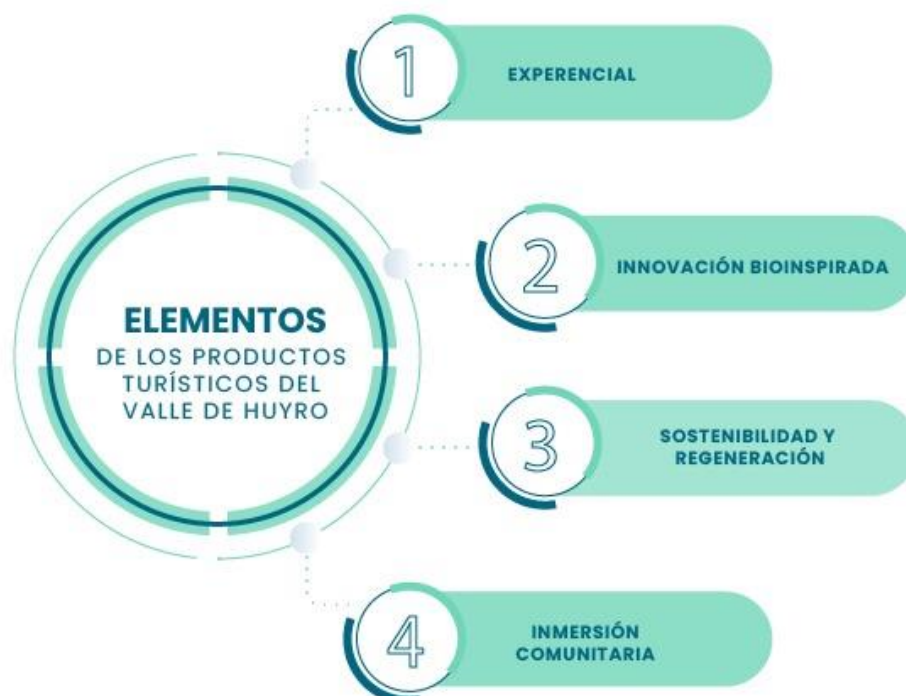 1
EXPERENCIAL
2
INNOVACIÓN BIOINSPIRADA
ELEMENTOS
DE LOS PRODUCTOS
TURÍSTICOS DEL
VALLE DE HUYRO
3
SOSTENIBILIDAD Y
REGENERACIÓN
4
INMERSIÓN
COMUNITARIA